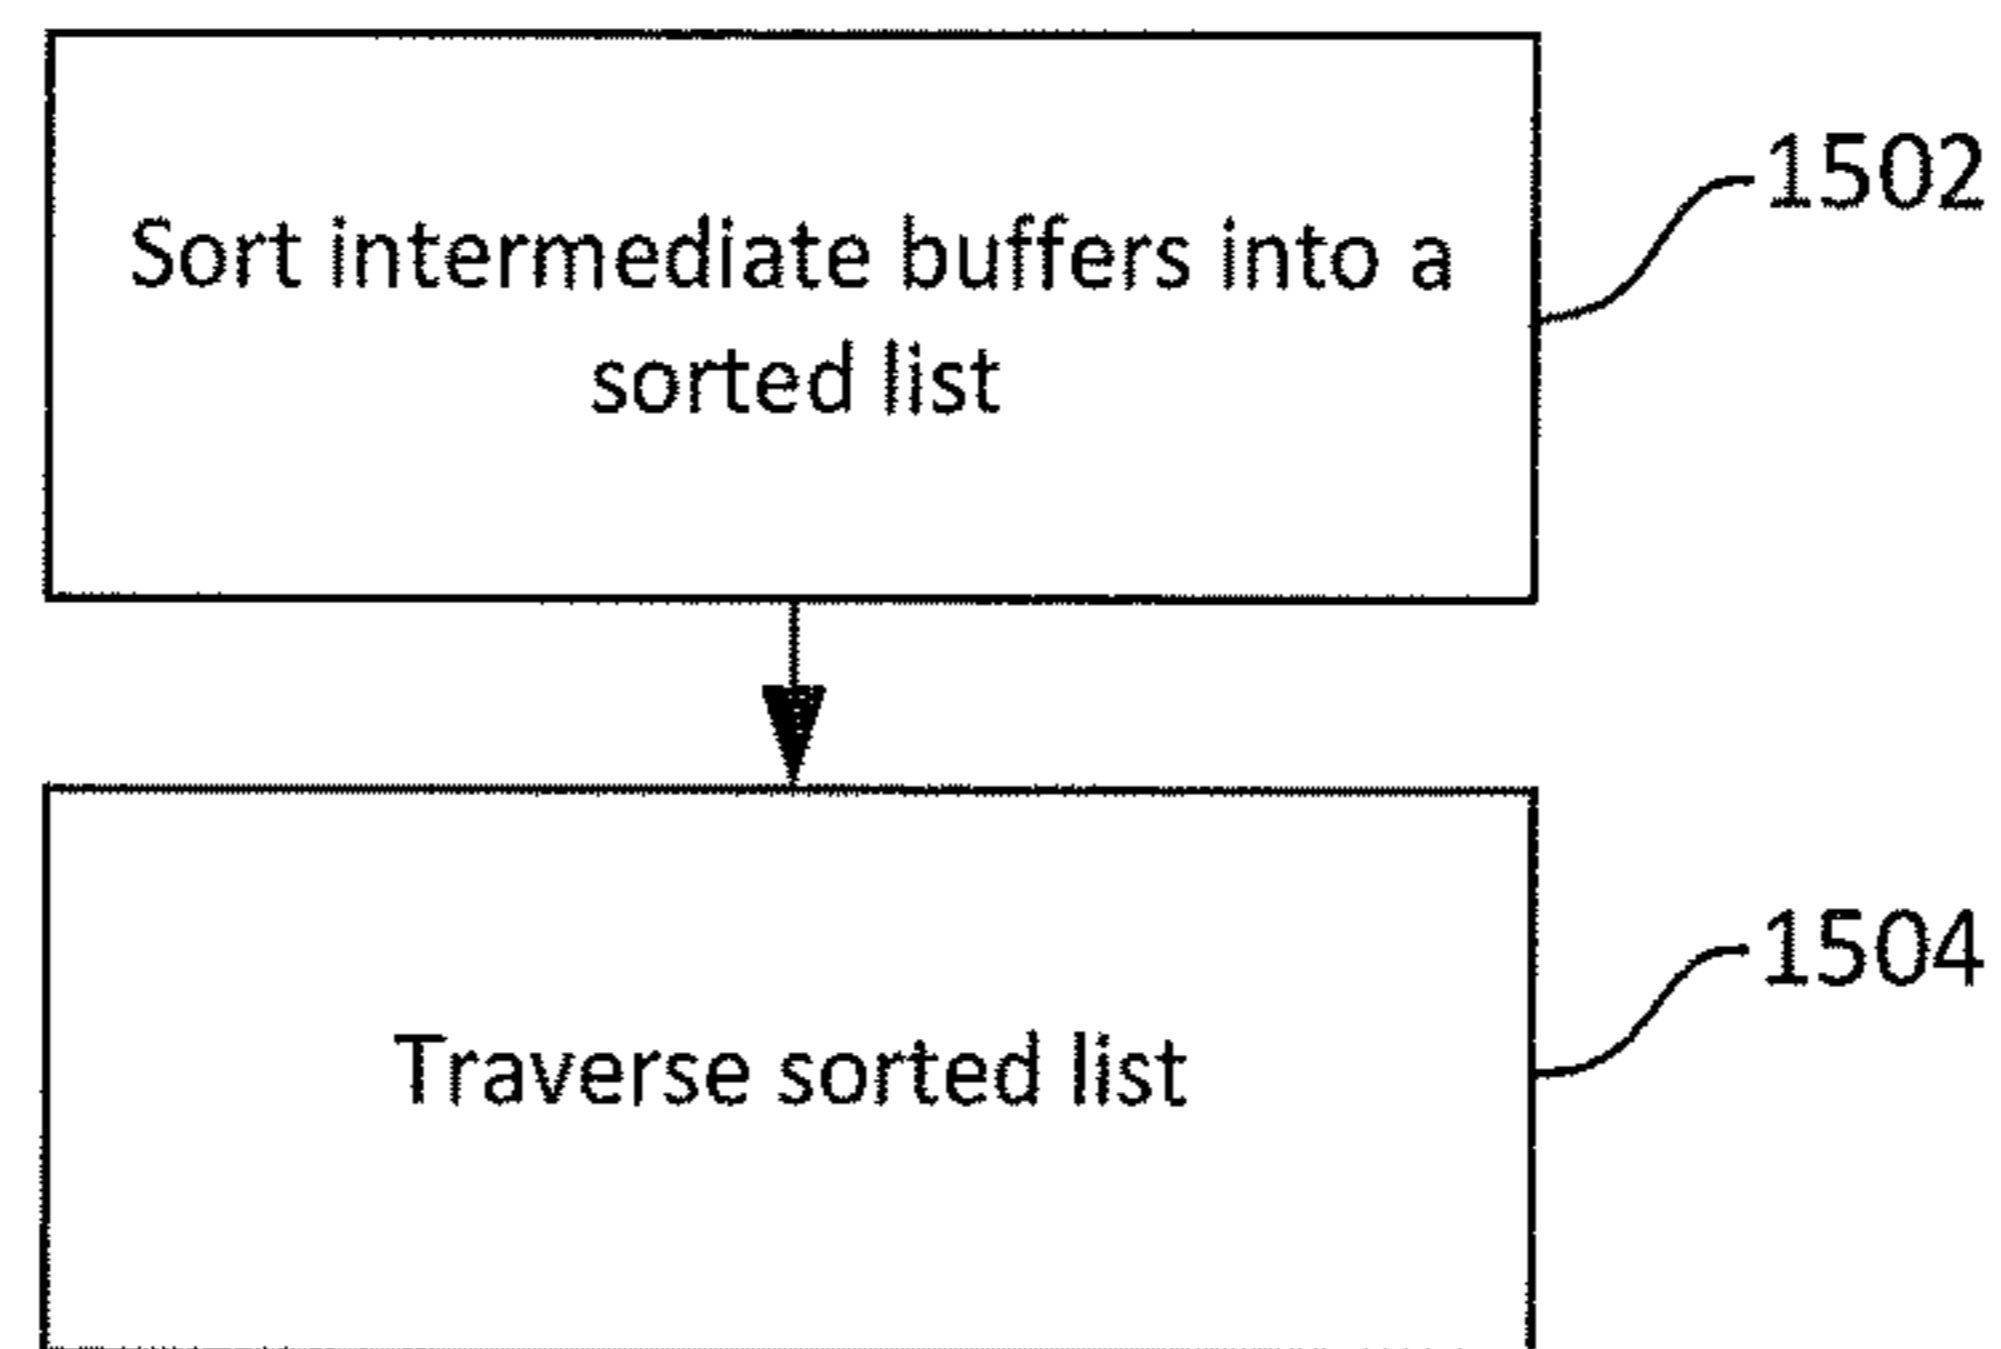 1502
Sort intermediate buffers into a
sorted list
1504
Traverse sorted list